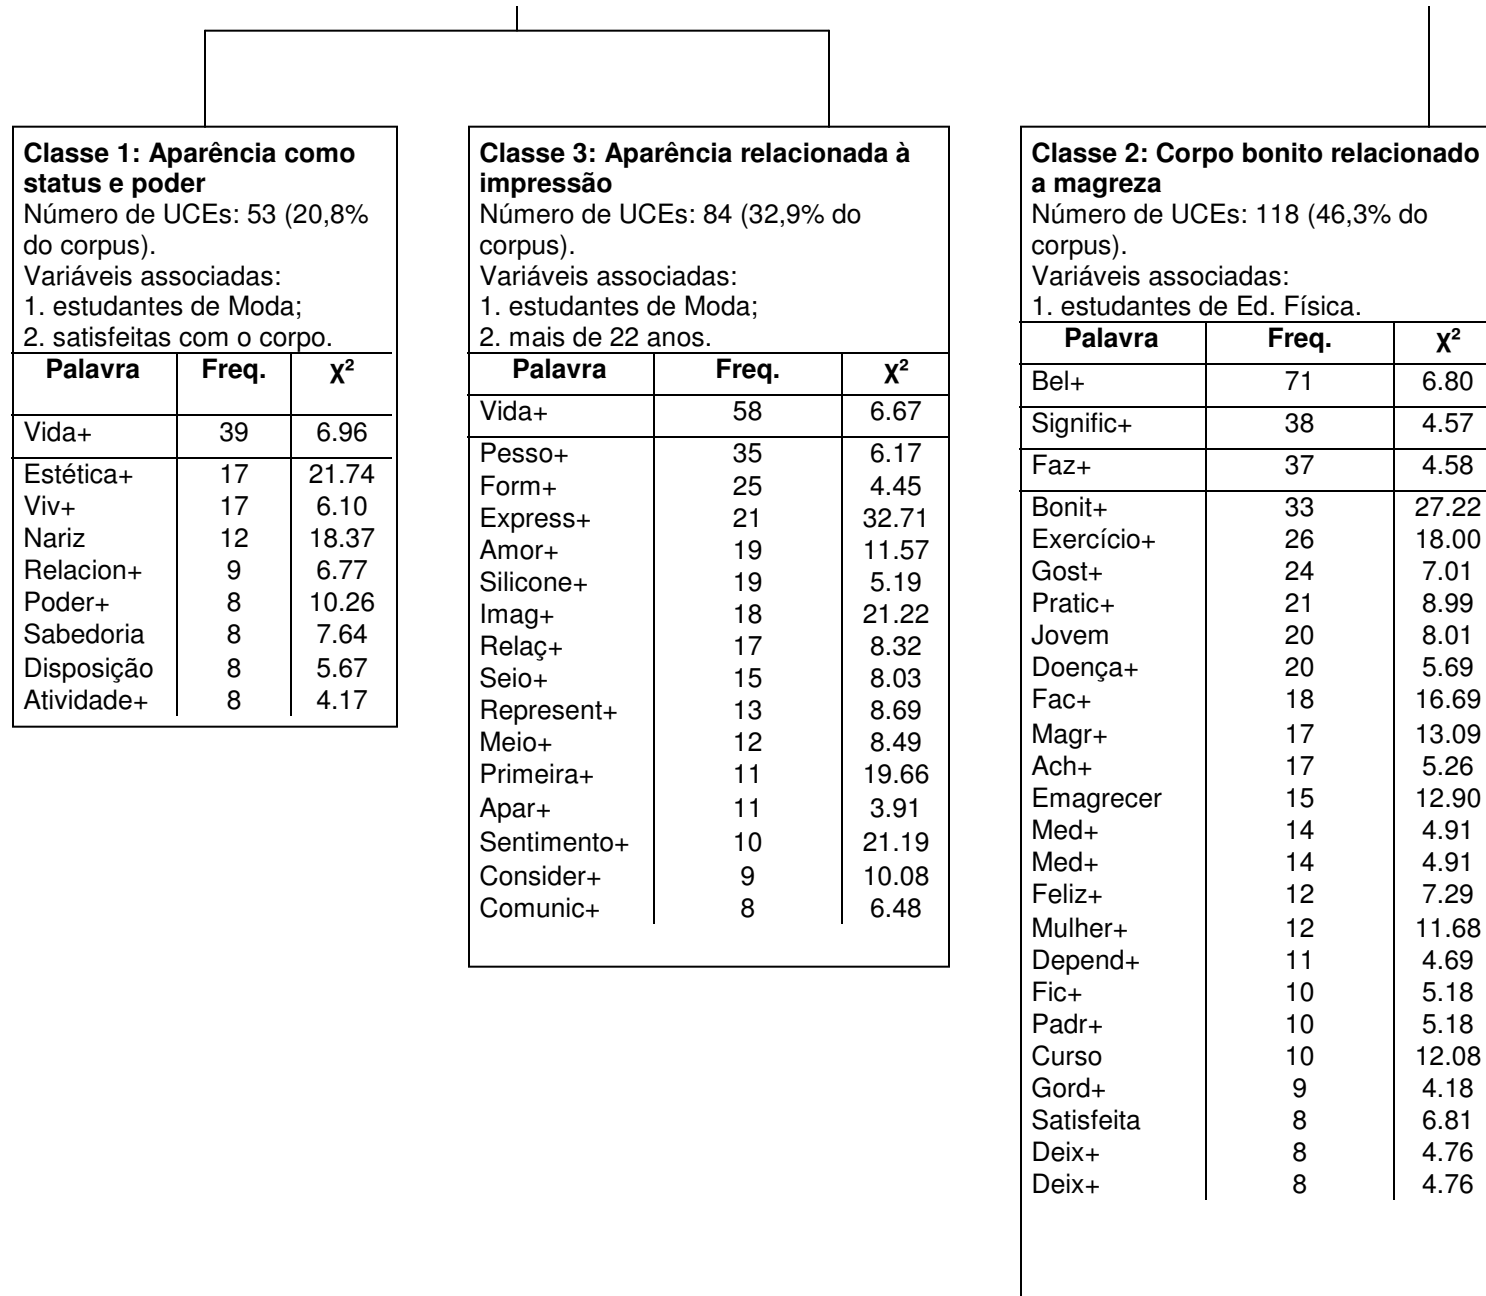 Classe 1: Aparência como
status e poder
Número de UCEs: 53 (20,8%
do corpus).
Variáveis associadas:
1. estudantes de Moda;
2. satisfeitas com o corpo.
Palavra Freq. χ²
Vida+ 39 6.96
Estética+ 17 21.74
Viv+ 17 6.10
Nariz 12 18.37
Relacion+ 9 6.77
Poder+ 8 10.26
Sabedoria 8 7.64
Disposição 8 5.67
Atividade+ 8 4.17
Classe 3: Aparência relacionada à
impressão
Número de UCEs: 84 (32,9% do
corpus).
Variáveis associadas:
1. estudantes de Moda;
2. mais de 22 anos.
Palavra Freq. χ²
Vida+ 58 6.67
Pesso+ 35 6.17
Form+ 25 4.45
Express+ 21 32.71
Amor+ 19 11.57
Silicone+ 19 5.19
Imag+ 18 21.22
Relaç+ 17 8.32
Seio+ 15 8.03
Represent+ 13 8.69
Meio+ 12 8.49
Primeira+ 11 19.66
Apar+ 11 3.91
Sentimento+ 10 21.19
Consider+ 9 10.08
Comunic+ 8 6.48
Classe 2: Corpo bonito relacionado
a magreza
Número de UCEs: 118 (46,3% do
corpus).
Variáveis associadas:
1. estudantes de Ed. Física.
Palavra Freq. χ²
Bel+ 71 6.80
Signific+ 38 4.57
Faz+ 37 4.58
Bonit+ 33 27.22
Exercício+ 26 18.00
Gost+ 24 7.01
Pratic+ 21 8.99
Jovem 20 8.01
Doença+ 20 5.69
Fac+ 18 16.69
Magr+ 17 13.09
Ach+ 17 5.26
Emagrecer 15 12.90
Med+ 14 4.91
Med+ 14 4.91
Feliz+ 12 7.29
Mulher+ 12 11.68
Depend+ 11 4.69
Fic+ 10 5.18
Padr+ 10 5.18
Curso 10 12.08
Gord+ 9 4.18
Satisfeita 8 6.81
Deix+ 8 4.76
Deix+ 8 4.76